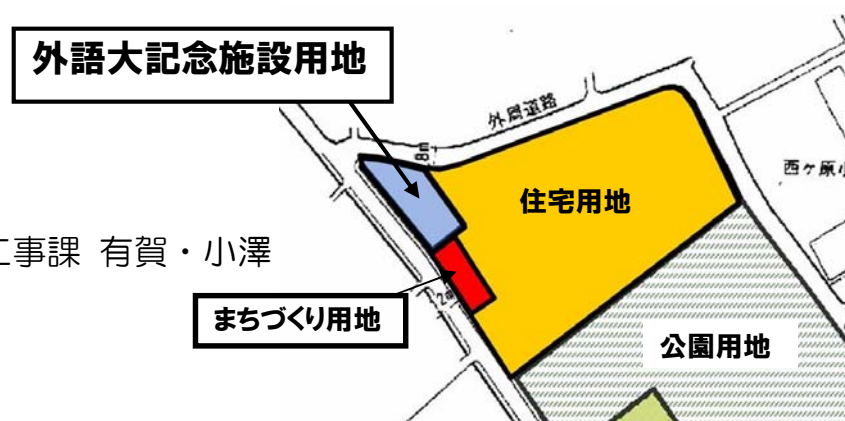 外語大記念施設用地
外周道路
8m
西ヶ原小
住宅用地
工事課 有賀・小澤
2m
まちづくり用地
公園用地